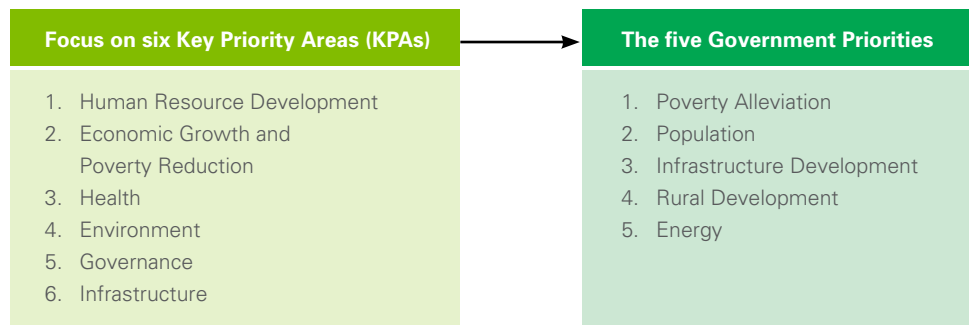 Focus on six Key Priority Areas (KPAs)
1. Human Resource Development
2. Economic Growth and
Poverty Reduction
3. Health
4. Environment
5. Governance
6. Infrastructure
The five Government Priorities
1. Poverty Alleviation
2. Population
3. Infrastructure Development
4. Rural Development
5. Energy